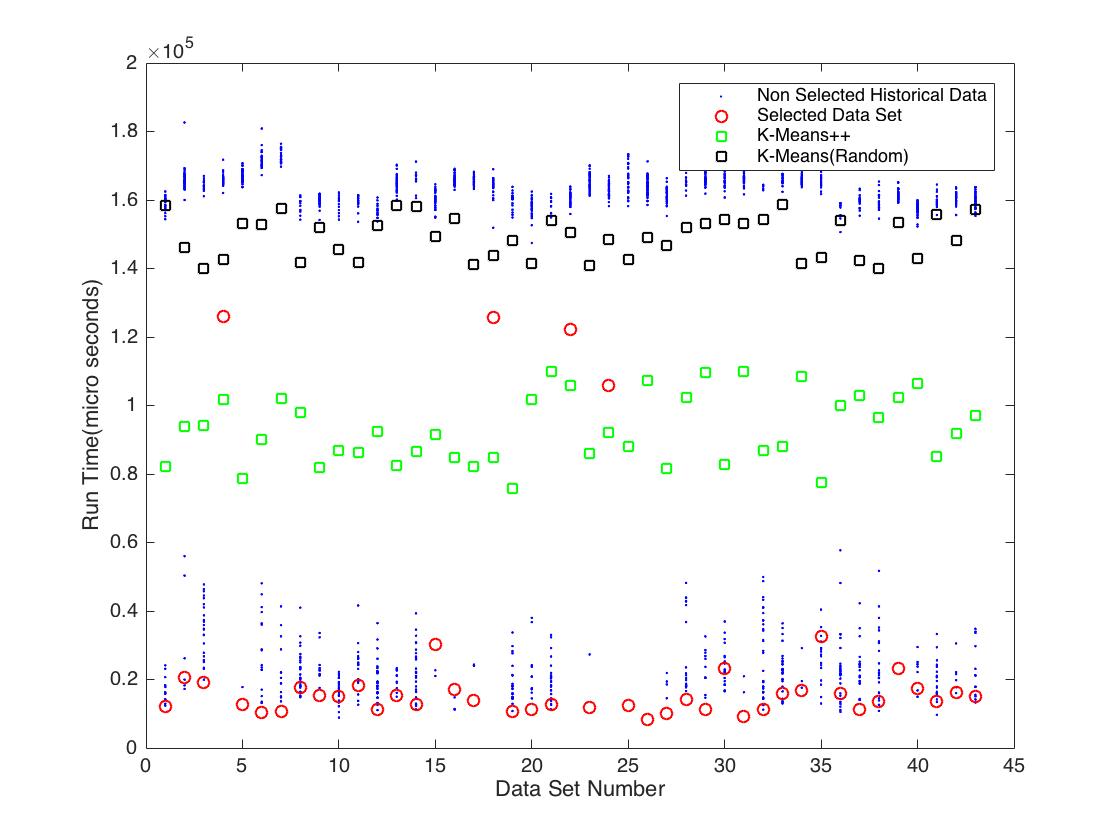 ×10^5
2
1.8
1.6
1.4
1.2
1
0.8
0.6
0.4
0.2
0
0 5 10 15 20 25 30 35 40 45
Run Time(micro seconds)
Data Set Number
Non Selected Historical Data
Selected Data Set
K-Means++
K-Means(Random)